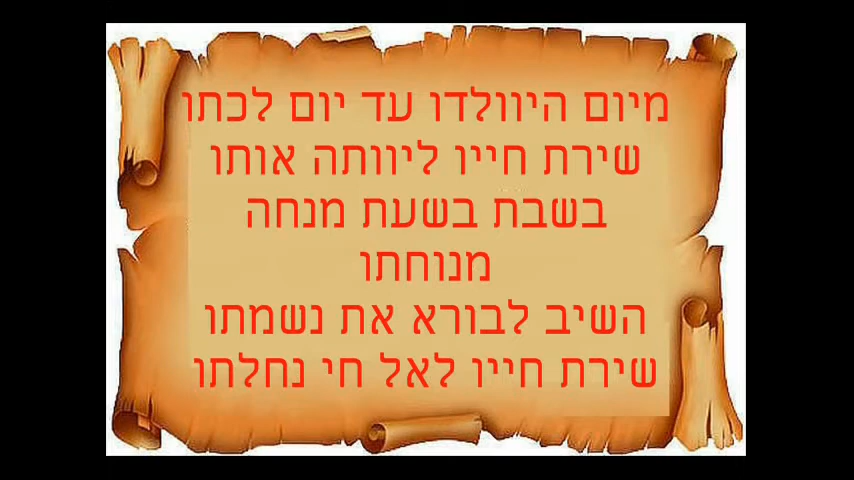 מיום היוולדו עד יום לכתו
שירת חייו ליוותה אותו
בשבת בשעת מנחה
מנוחתו
השיב לבורא את נשמתו
שירת חייו לאל חי נחלתו